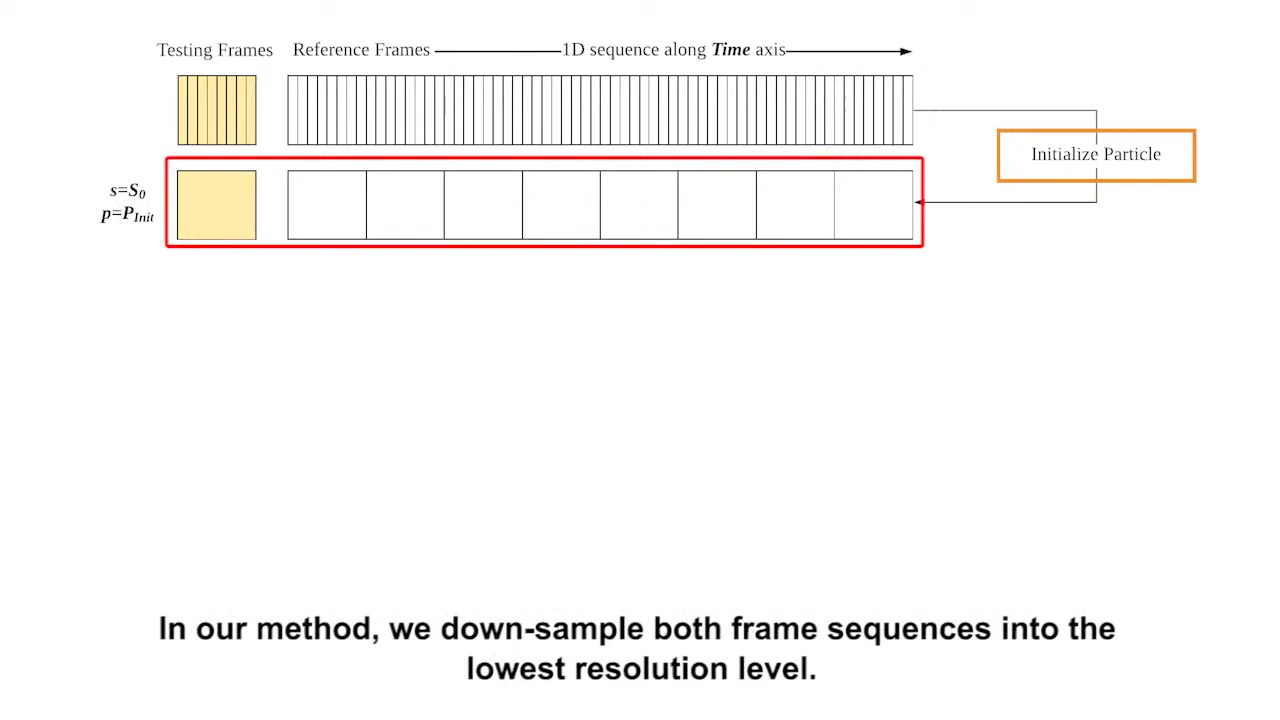 Testing Frames
Reference Frames
1D sequence along Time axis
Initialize Particle
s=S0
p=PInit
In our method, we down-sample both frame sequences into the
lowest resolution level.